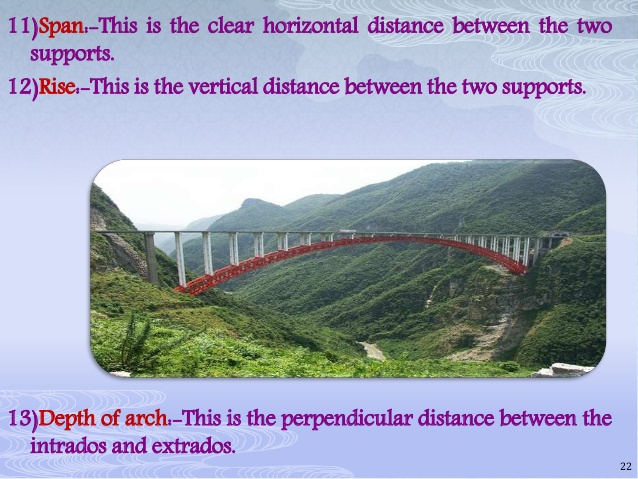 11)Span:-This is the clear horizontal distance between the two
supports.
12)Rise:-This is the vertical distance between the two supports.
13)Depth of arch:-This is the perpendicular distance between the
intrados and extrados.
22